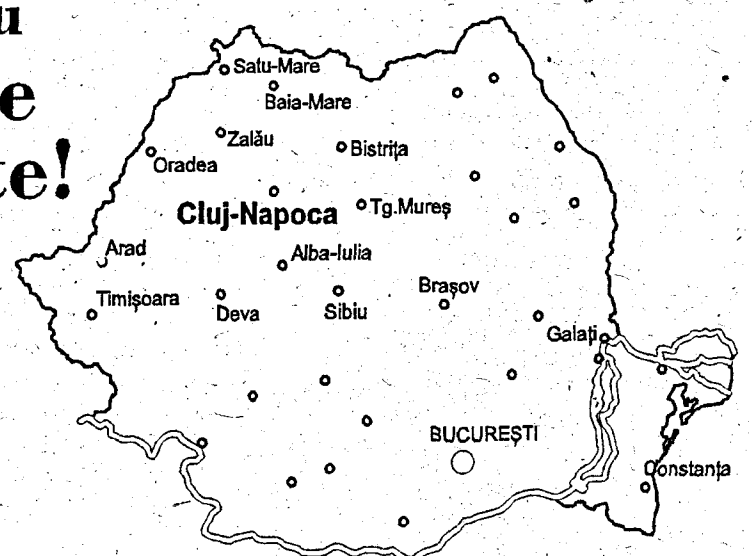 u
e
te!
Satu-Mare
Baia-Mare
Zalău
Bistrița
Oradea
Cluj-Napoca
Tg.Mureș
Arad
Alba-Iulia
Timișoara
Deva
Sibiu
Brașov
Galați
BUCUREȘTI
Constanța